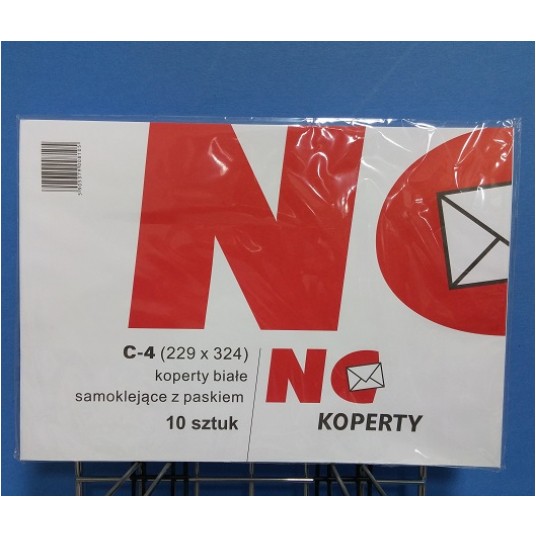 NC
C-4 (229 x 324)
koperty białe
samoklejące z paskiem
10 sztuk
NC
KOPERTY